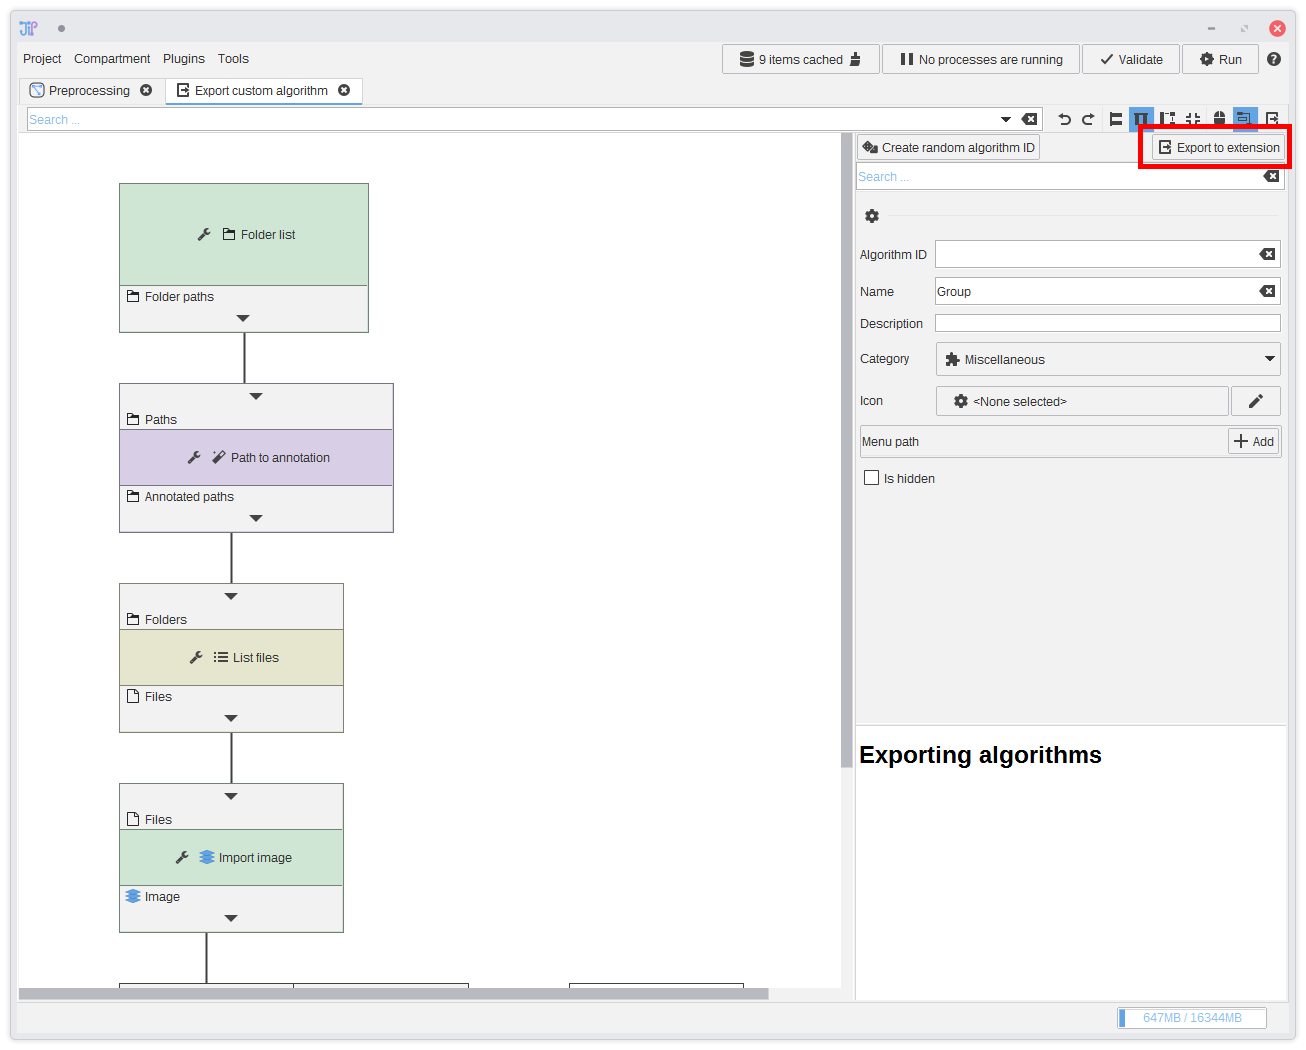 JIP
Project Compartment Plugins Tools
9 items cached No processes are running Validate Run
Preprocessing Export custom algorithm
Search ...
Create random algorithm ID Export to extension
Search ...
Folder list
Folder paths
Paths
Path to annotation
Annotated paths
Folders
List files
Files
Files
Import image
Image
Algorithm ID
Name Group
Description
Category Miscellaneous
Icon <None selected>
Menu path Add
Is hidden
Exporting algorithms
647MB / 16344MB